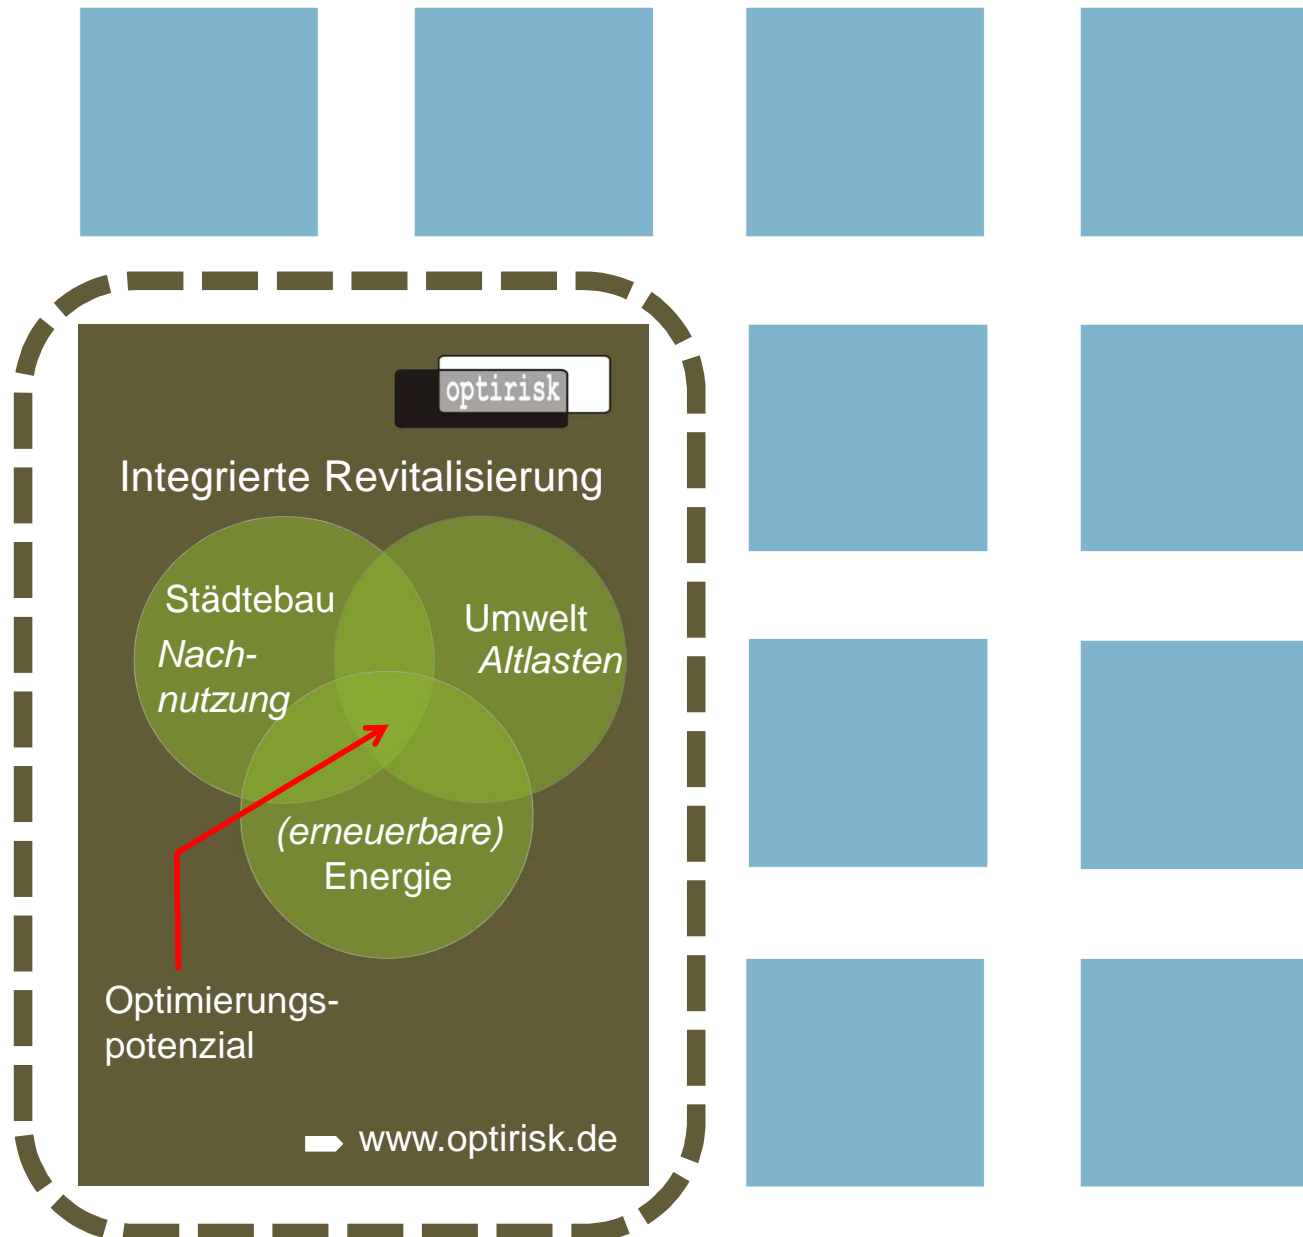 optirisk
Integrierte Revitalisierung
Städtebau
Nach-
nutzung
Umwelt
Altlasten
(erneuerbare)
Energie
Optimierungs-
potenzial
www.optirisk.de